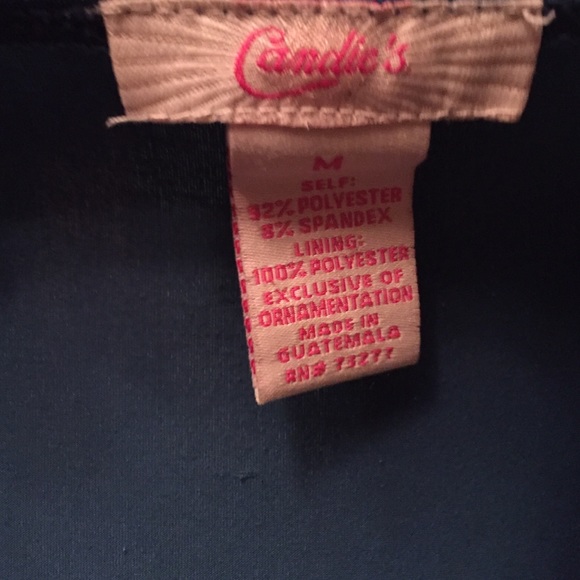 Candie's
M
SELF:
92% POLYESTER
8% SPANDEX
LINING:
100% POLYESTER
EXCLUSIVE OF
ORNAMENTATION
MADE IN
GUATEMALA
RN# 73277